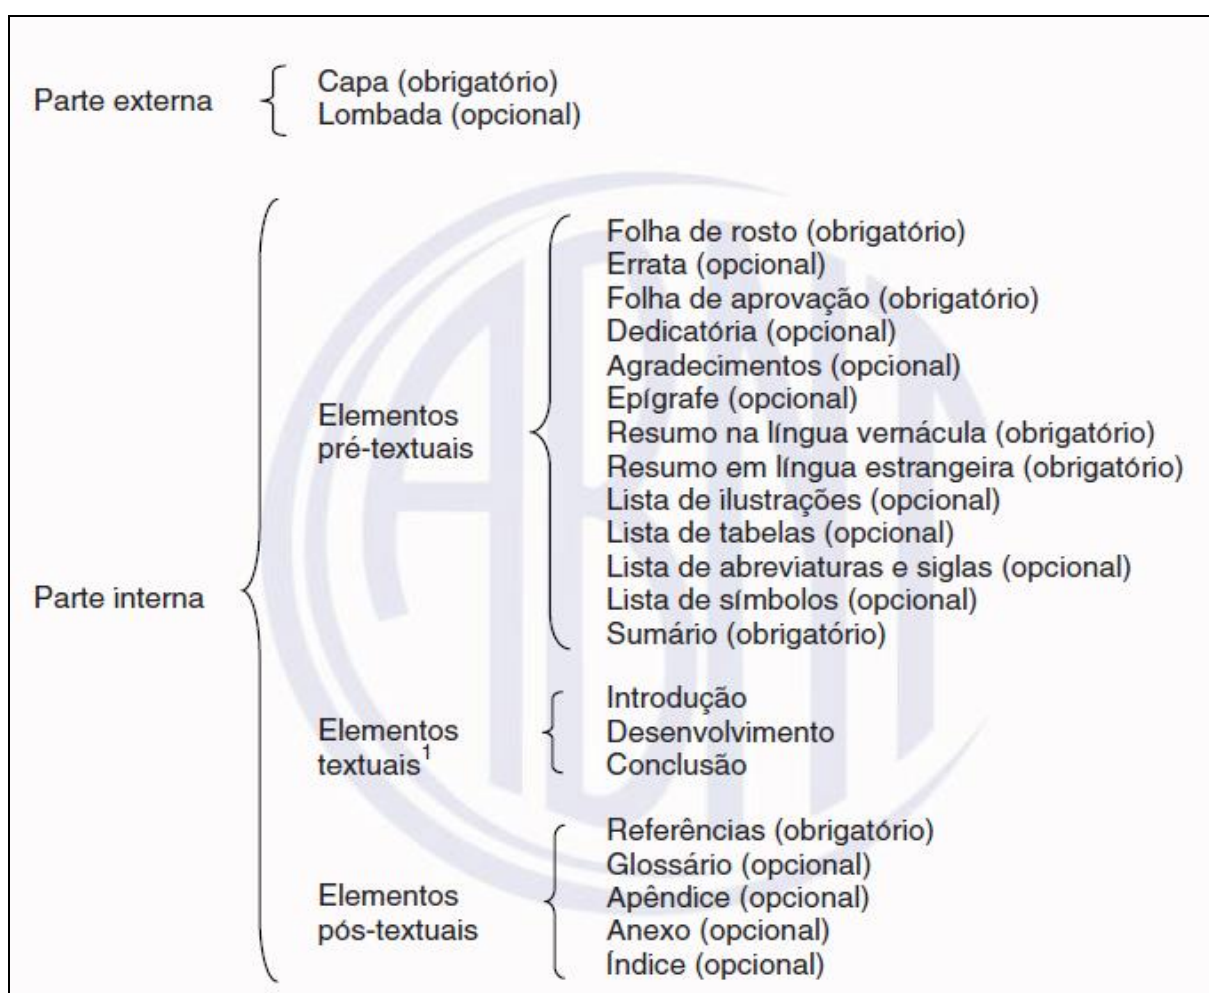 Parte externa
Capa (obrigatório)
Lombada (opcional)
Parte interna
Elementos
pré-textuais
Folha de rosto (obrigatório)
Errata (opcional)
Folha de aprovação (obrigatório)
Dedicatória (opcional)
Agradecimentos (opcional)
Epígrafe (opcional)
Resumo na língua vernácula (obrigatório)
Resumo em língua estrangeira (obrigatório)
Lista de ilustrações (opcional)
Lista de tabelas (opcional)
Lista de abreviaturas e siglas (opcional)
Lista de símbolos (opcional)
Sumário (obrigatório)
Elementos
textuais¹
Introdução
Desenvolvimento
Conclusão
Elementos
pós-textuais
Referências (obrigatório)
Glossário (opcional)
Apêndice (opcional)
Anexo (opcional)
Índice (opcional)
ABNT